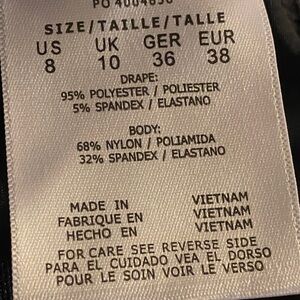 PO 4004850
SIZE/TAILLE/TALLE
US UK GER EUR
8 10 36 38
DRAPE:
95% POLYESTER / POLIESTER
5% SPANDEX / ELASTANO
BODY:
68% NYLON / POLIAMIDA
32% SPANDEX / ELASTANO
MADE IN VIETNAM
FABRIQUE EN VIETNAM
HECHO EN VIETNAM
FOR CARE SEE REVERSE SIDE
PARA EL CUIDADO VEA EL DORSO
POUR LE SOIN VOIR LE VERSO